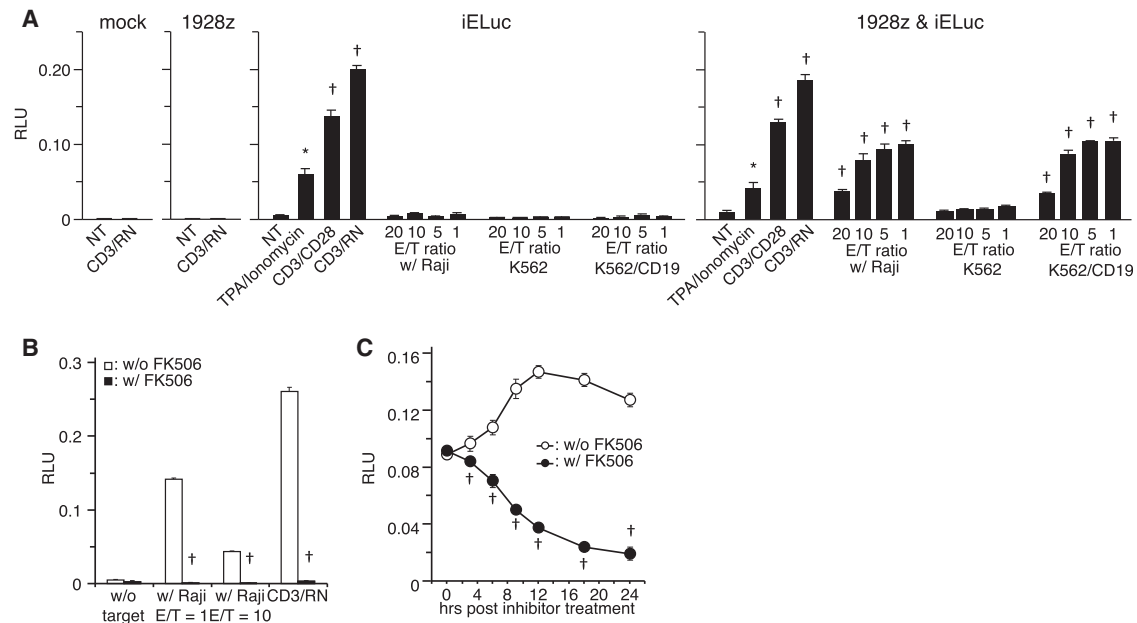 A
mock
1928z
iELuc
1928z & iELuc
RLU
0.20
0.10
0
* † †
* † † † † † † † † † †
NT
CD3/RN
NT
CD3/RN
NT
TPA/Ionomycin
CD3/CD28
CD3/RN
20 10 5 1
E/T ratio
w/ Raji
20 10 5 1
E/T ratio
K562
20 10 5 1
E/T ratio
K562/CD19
NT
TPA/Ionomycin
CD3/CD28
CD3/RN
20 10 5 1
E/T ratio
w/ Raji
20 10 5 1
E/T ratio
K562
20 10 5 1
E/T ratio
K562/CD19
B
RLU
0.3
0.2
0.1
0
: w/o FK506
: w/ FK506
† † †
w/o
target
w/ Raji
E/T = 1
w/ Raji
E/T = 10
CD3/RN
C
RLU
0.16
0.12
0.08
0.04
0
: w/o FK506
: w/ FK506
† † † † † †
0 4 8 12 16 20 24
hrs post inhibitor treatment